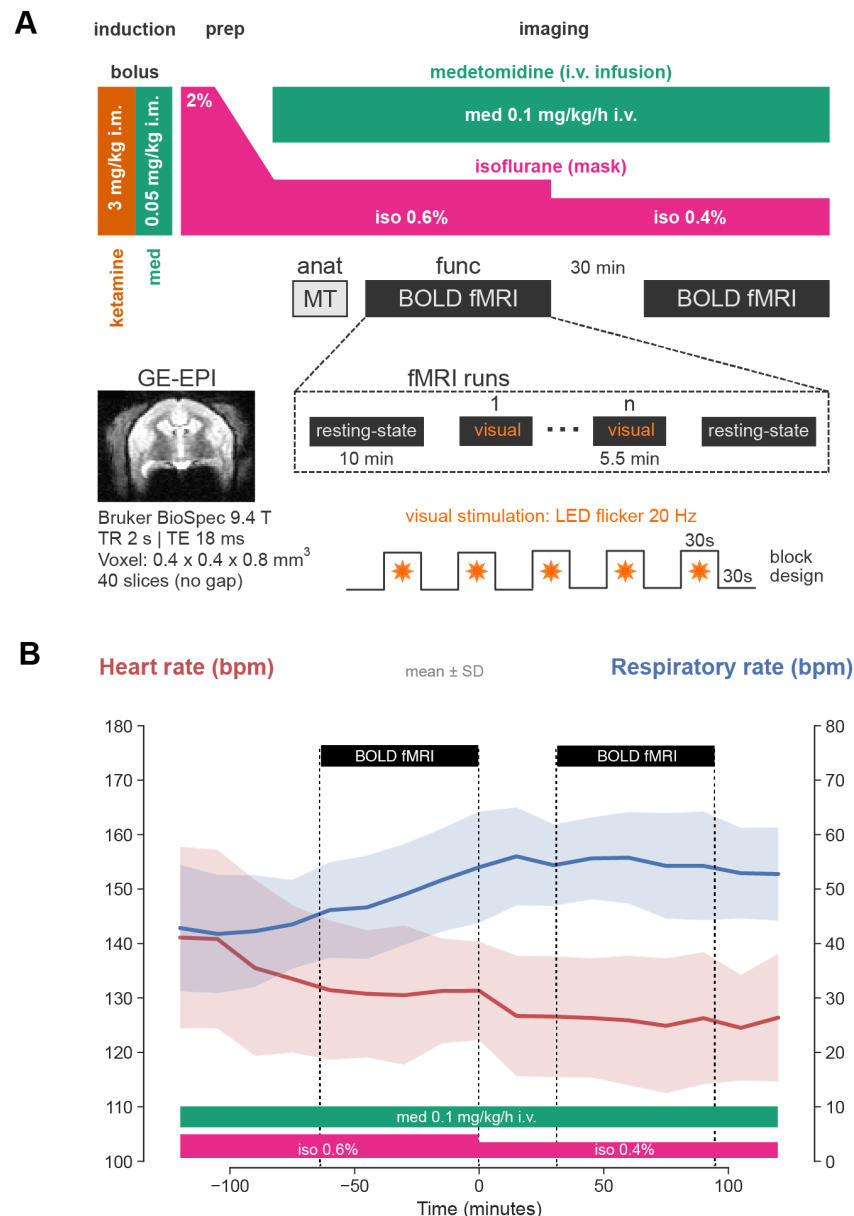 A
induction prep imaging
bolus
medetomidine (i.v. infusion)
3 mg/kg i.m.
0.05 mg/kg i.m.
2%
med 0.1 mg/kg/h i.v.
isoflurane (mask)
iso 0.6% iso 0.4%
ketamine
med
anat func 30 min
MT BOLD fMRI BOLD fMRI
GE-EPI
fMRI runs
1 n
resting-state visual ... visual resting-state
10 min 5.5 min
Bruker BioSpec 9.4 T
TR 2 s | TE 18 ms
Voxel: 0.4 x 0.4 x 0.8 mm³
40 slices (no gap)
visual stimulation: LED flicker 20 Hz
30s
30s
block
design
B
Heart rate (bpm) mean ± SD Respiratory rate (bpm)
180 80
BOLD fMRI BOLD fMRI
170 70
160 60
150 50
140 40
130 30
120 20
110 10
med 0.1 mg/kg/h i.v.
iso 0.6% iso 0.4%
100 0
−100 −50 0 50 100
Time (minutes)